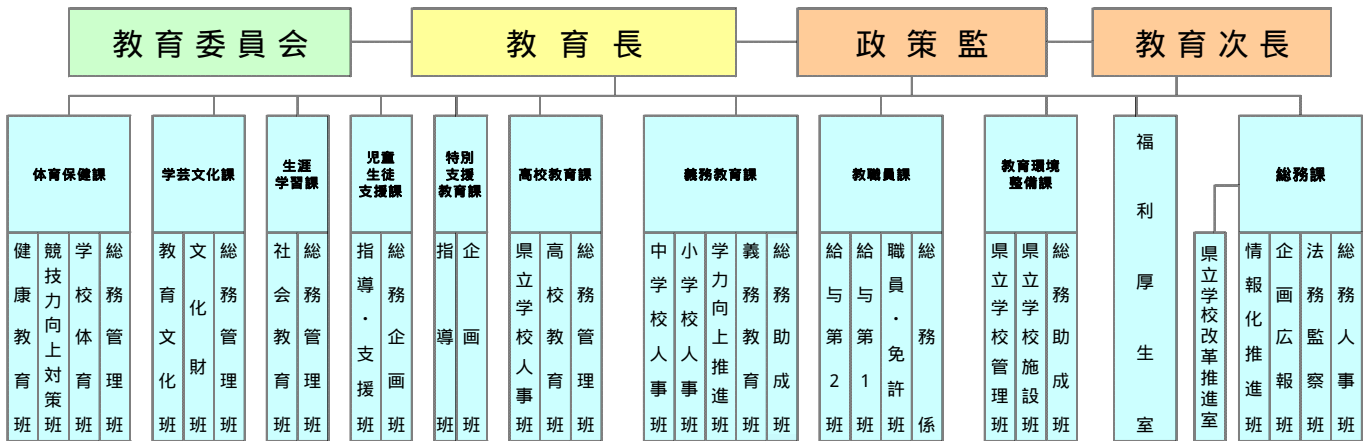 教育委員会
教育長
政策監
教育次長
体育保健課
学芸文化課
生涯
学習課
児童
生徒
支援課
特別
支援
教育課
高校教育課
義務教育課
教職員課
教育環境
整備課
福利厚生室
総務課
健康教育班
競技力向上対策班
学校体育班
総務管理班
教育文化班
文化財班
総務管理班
社会教育班
総務管理班
指導・支援班
総務企画班
指導班
企画班
県立学校人事班
高校教育班
総務管理班
中学校人事班
小学校人事班
学力向上推進班
義務教育班
総務助成班
給与第2班
給与第1班
職員・免許班
総務係
県立学校管理班
県立学校施設班
総務助成班
県立学校改革推進室
情報化推進班
企画広報班
法務監察班
総務人事班